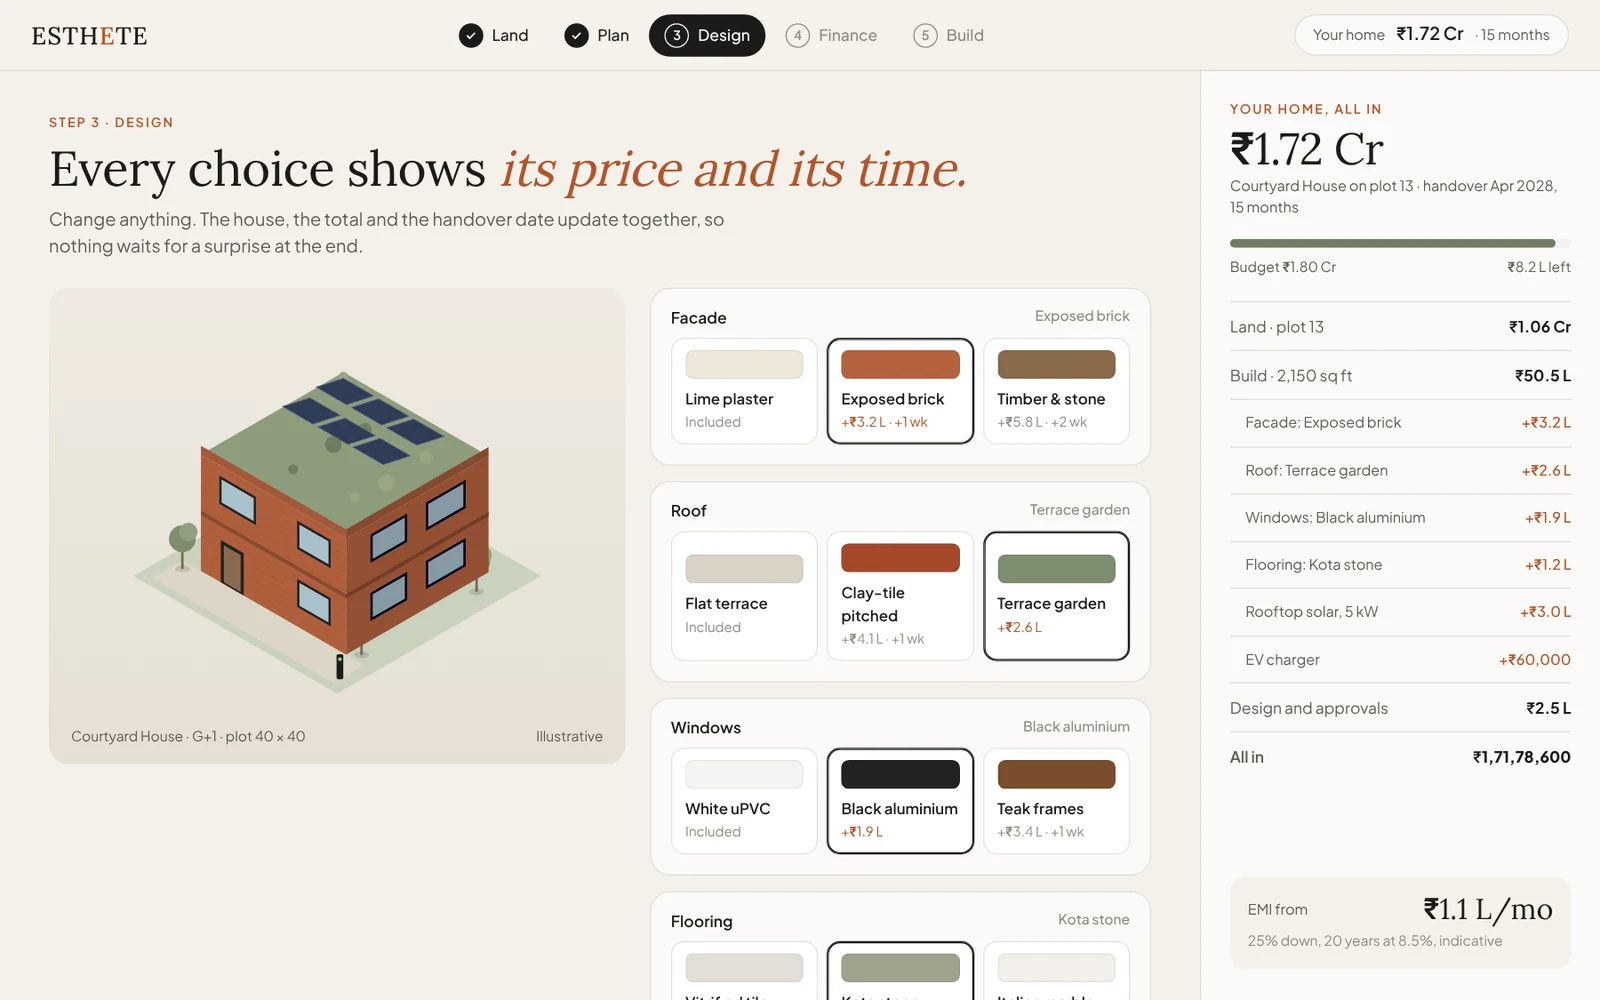 ESTHETE
Land
Plan
3 Design
4 Finance
5 Build
Your home ₹1.72 Cr · 15 months
STEP 3 · DESIGN
Every choice shows its price and its time.
Change anything. The house, the total and the handover date update together, so
nothing waits for a surprise at the end.
Courtyard House · G+1 · plot 40 × 40
Illustrative
Facade
Exposed brick
Lime plaster
Included
Exposed brick
+₹3.2 L · +1 wk
Timber & stone
+₹5.8 L · +2 wk
Roof
Terrace garden
Flat terrace
Included
Clay-tile
pitched
+₹4.1 L · +1 wk
Terrace garden
+₹2.6 L
Windows
Black aluminium
White uPVC
Included
Black aluminium
+₹1.9 L
Teak frames
+₹3.4 L · +1 wk
Flooring
Kota stone
YOUR HOME, ALL IN
₹1.72 Cr
Courtyard House on plot 13 · handover Apr 2028,
15 months
Budget ₹1.80 Cr
₹8.2 L left
Land · plot 13 ₹1.06 Cr
Build · 2,150 sq ft ₹50.5 L
Facade: Exposed brick +₹3.2 L
Roof: Terrace garden +₹2.6 L
Windows: Black aluminium +₹1.9 L
Flooring: Kota stone +₹1.2 L
Rooftop solar, 5 kW +₹3.0 L
EV charger +₹60,000
Design and approvals ₹2.5 L
All in ₹1,71,78,600
EMI from ₹1.1 L/mo
25% down, 20 years at 8.5%, indicative